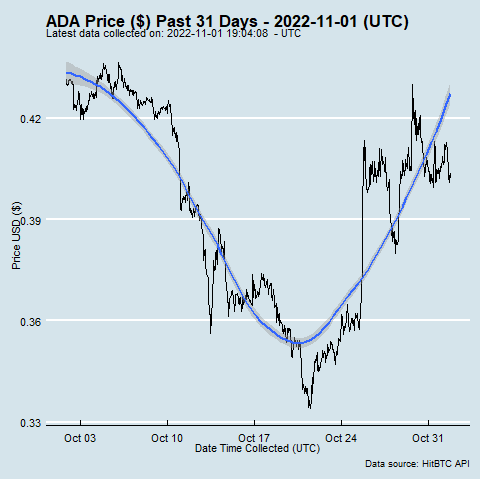 ADA Price ($) Past 31 Days - 2022-11-01 (UTC)
Latest data collected on: 2022-11-01 19:04:08 - UTC
Price USD ($)
0.42
0.39
0.36
0.33
Oct 03 Oct 10 Oct 17 Oct 24 Oct 31
Date Time Collected (UTC)
Data source: HitBTC API